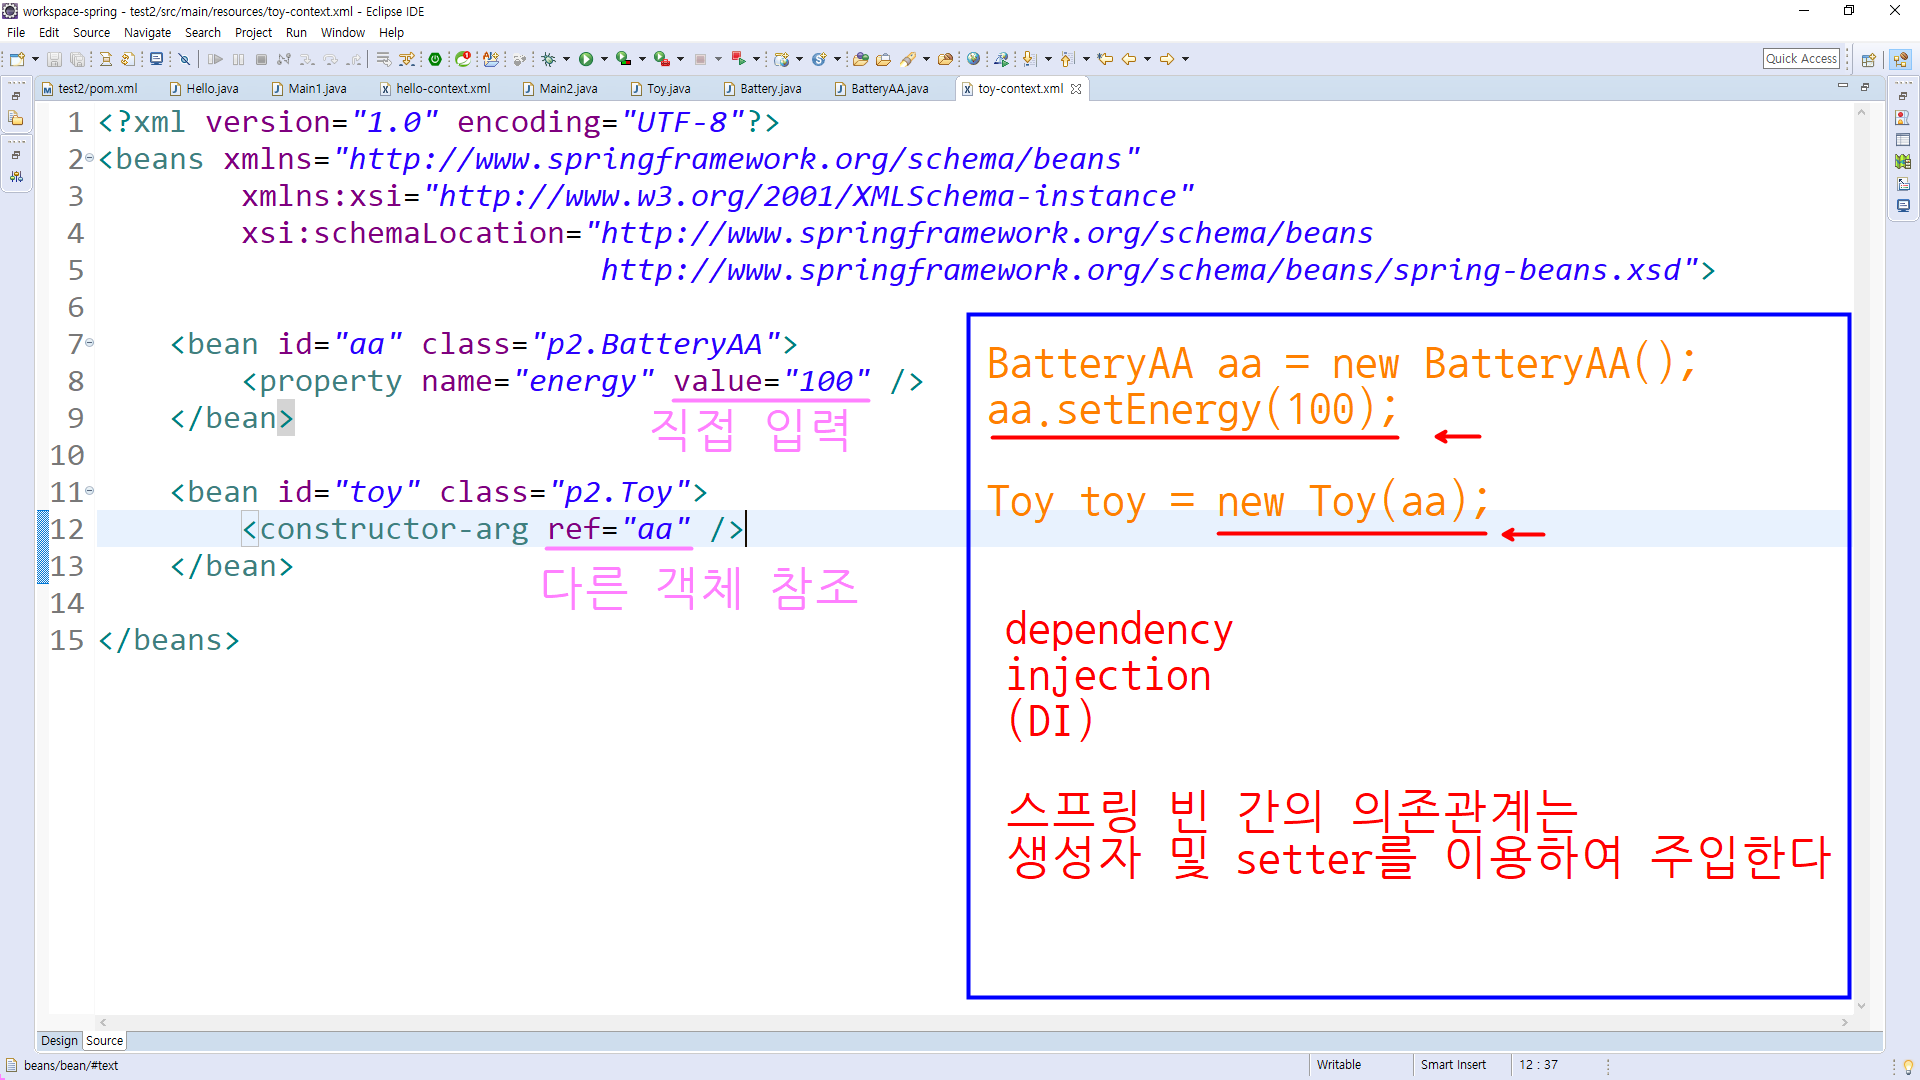 workspace-spring - test2/src/main/resources/toy-context.xml - Eclipse IDE
File Edit Source Navigate Search Project Run Window Help
Quick Access
test2/pom.xml Hello.java Main1.java hello-context.xml Main2.java Toy.java Battery.java BatteryAA.java toy-context.xml
1 <?xml version="1.0" encoding="UTF-8"?>
2 <beans xmlns="http://www.springframework.org/schema/beans"
3 xmlns:xsi="http://www.w3.org/2001/XMLSchema-instance"
4 xsi:schemaLocation="http://www.springframework.org/schema/beans
5 http://www.springframework.org/schema/beans/spring-beans.xsd">
6
7 <bean id="aa" class="p2.BatteryAA">
8 <property name="energy" value="100" />
9 </bean>
직접 입력
10
11 <bean id="toy" class="p2.Toy">
12 <constructor-arg ref="aa" />
13 </bean>
다른 객체 참조
14
15 </beans>
BatteryAA aa = new BatteryAA();
aa.setEnergy(100);
Toy toy = new Toy(aa);
dependency
injection
(DI)
스프링 빈 간의 의존관계는
생성자 및 setter를 이용하여 주입한다
Design Source
beans/bean/#text
Writable Smart Insert 12 : 37